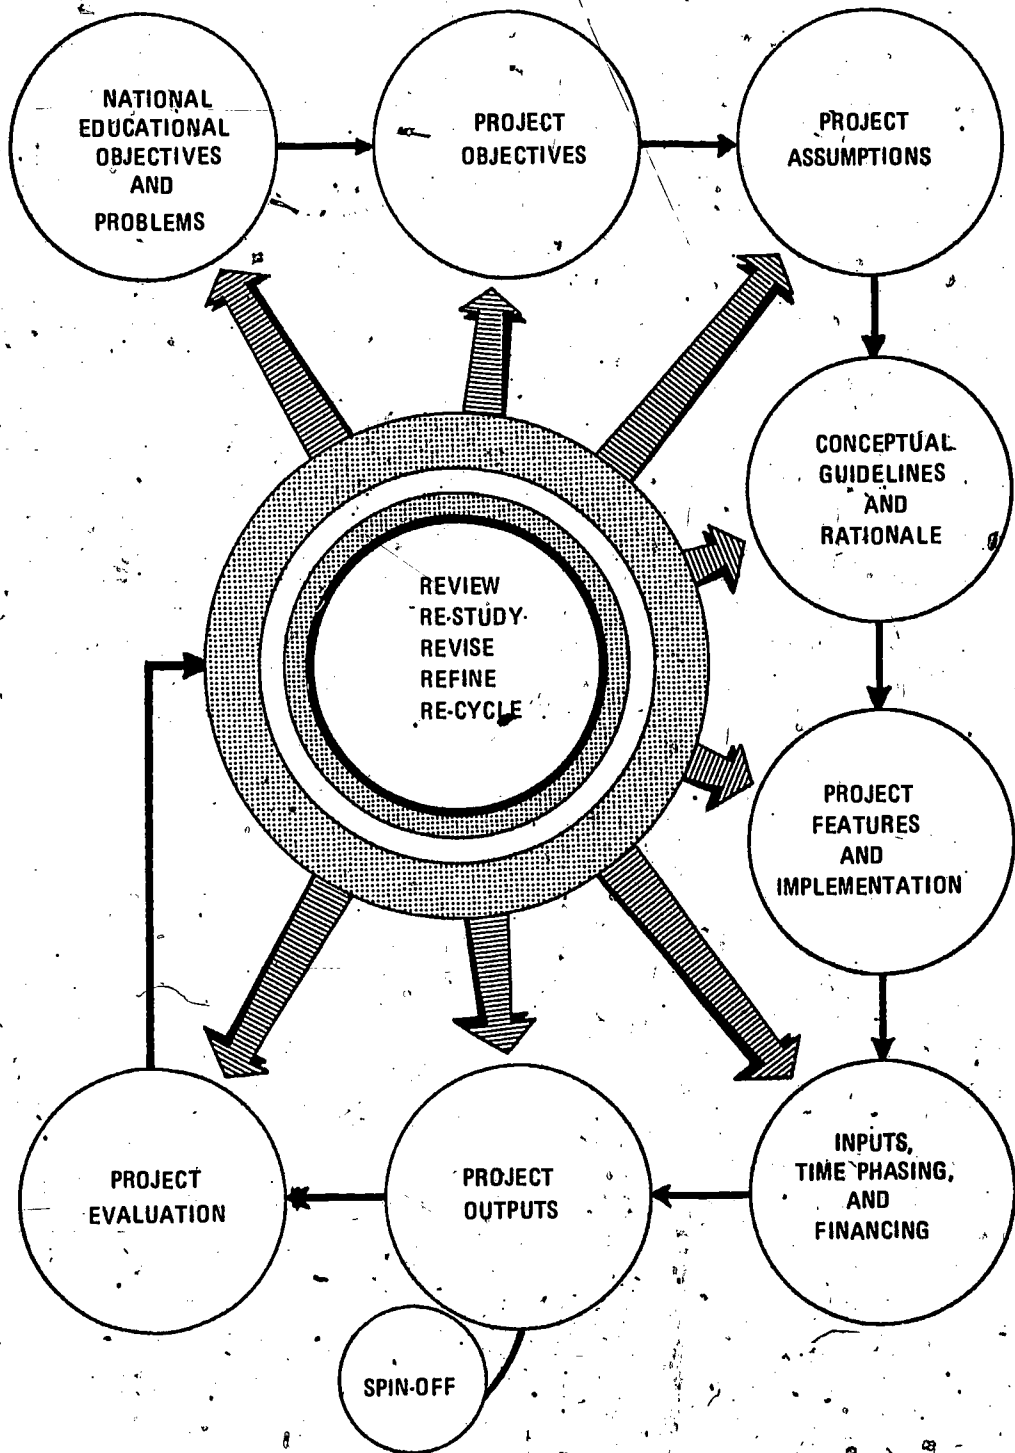 NATIONAL
EDUCATIONAL
OBJECTIVES
AND
PROBLEMS
PROJECT
OBJECTIVES
PROJECT
ASSUMPTIONS
CONCEPTUAL
GUIDELINES
AND
RATIONALE
REVIEW
RE-STUDY
REVISE
REFINE
RE-CYCLE
PROJECT
FEATURES
AND
IMPLEMENTATION
INPUTS,
TIME PHASING,
AND
FINANCING
PROJECT
OUTPUTS
PROJECT
EVALUATION
SPIN-OFF